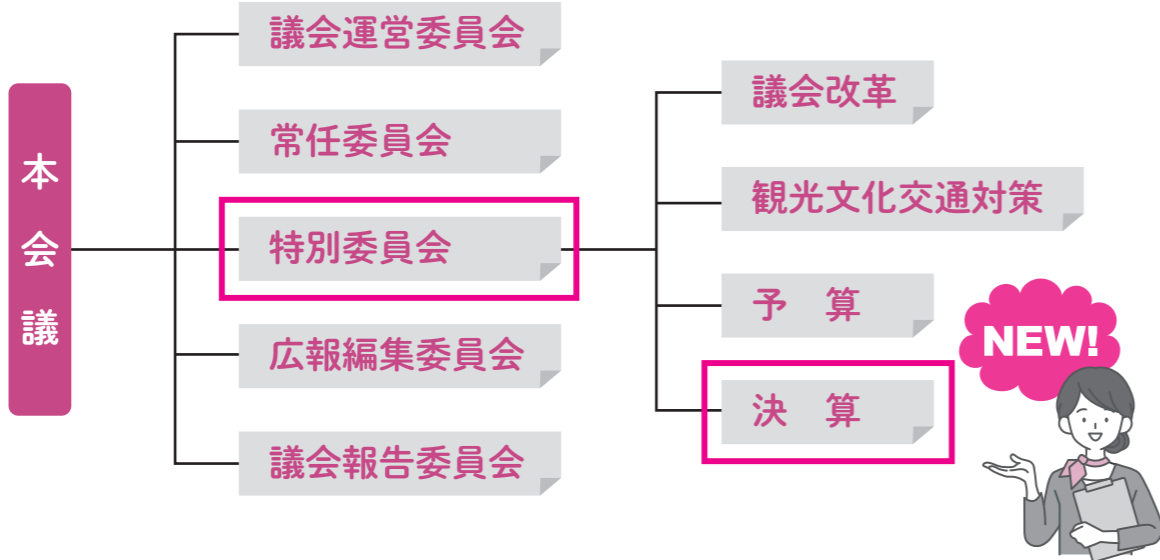 本会議
議会運営委員会
常任委員会
特別委員会
広報編集委員会
議会報告委員会
議会改革
観光文化交通対策
予　算
決　算
NEW!